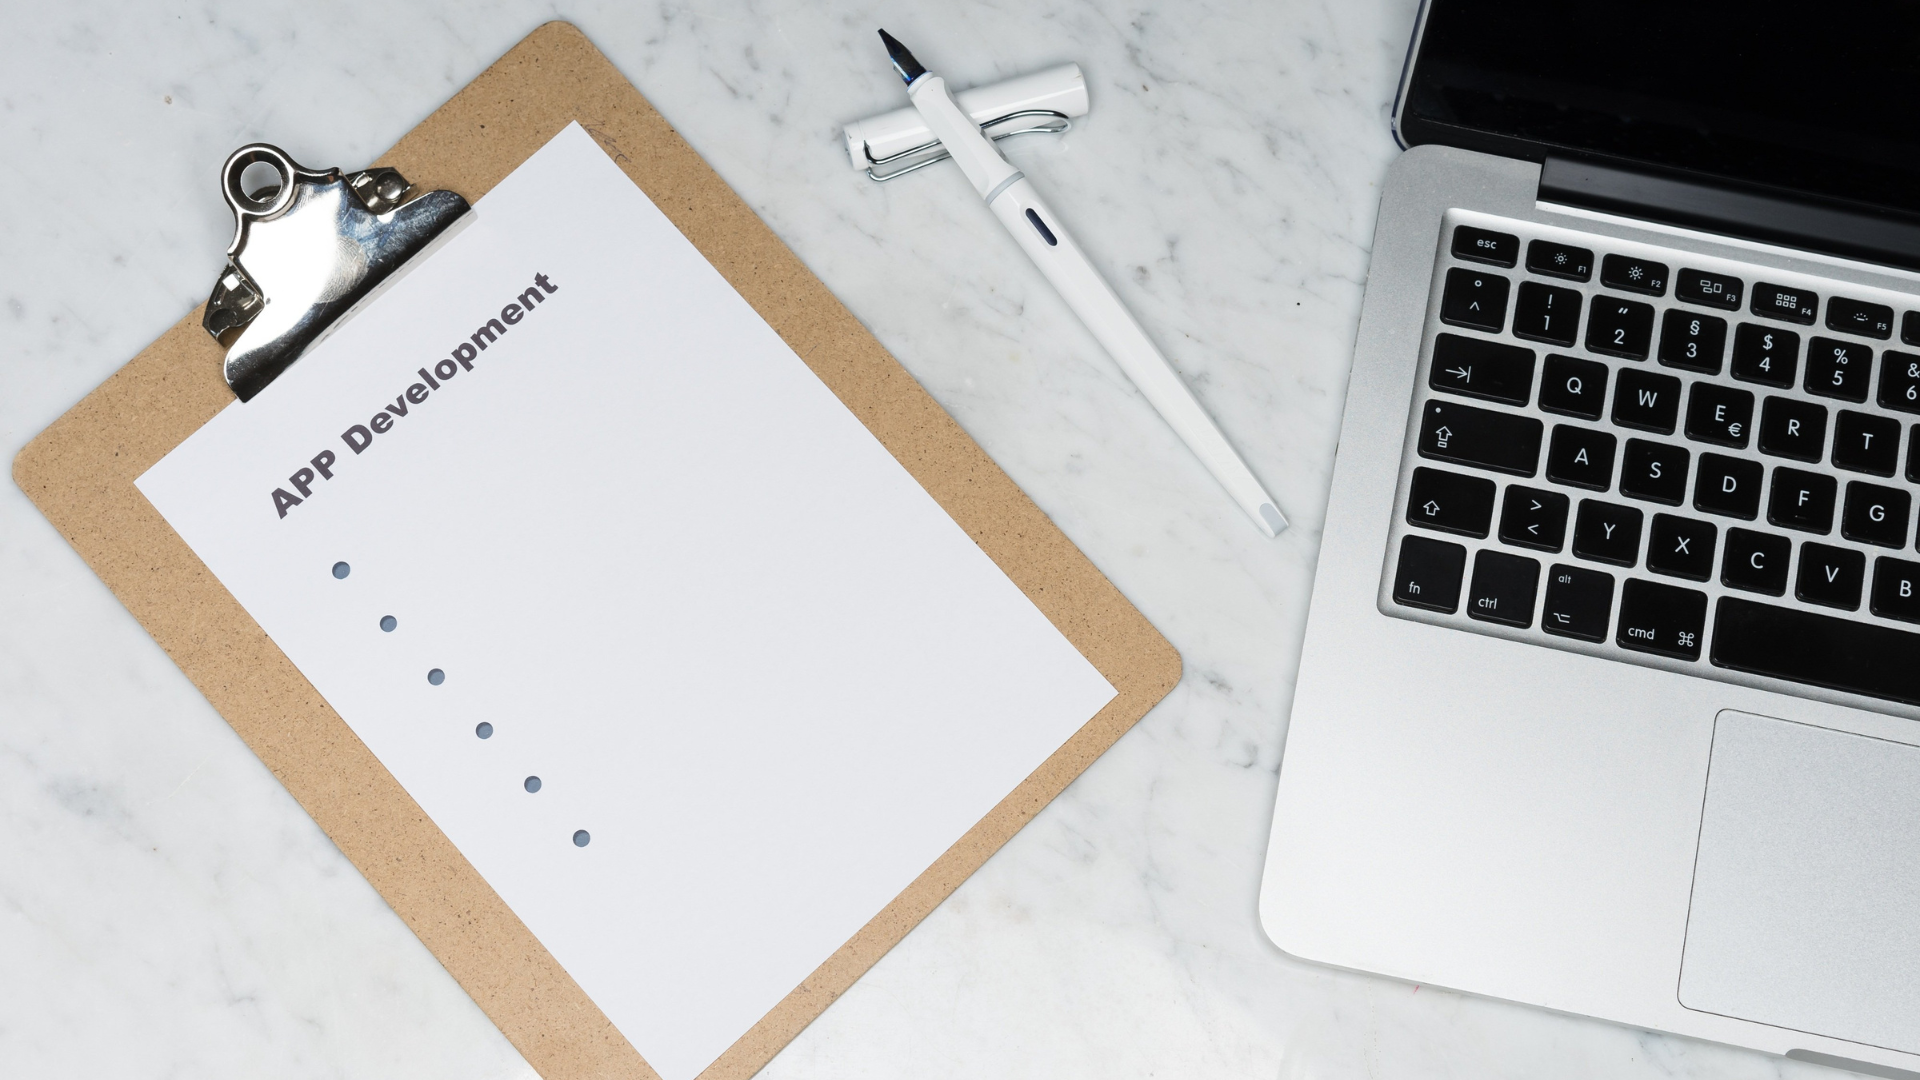 APP Development
esc
F1
F2
F3
F4
F5
° ^
! 1
“ 2
§ 3
$ 4
% 5
& 6
Q
W
E €
R
T
A
S
D
F
G
> <
Y
X
C
V
B
fn
ctrl
alt
cmd ⌘